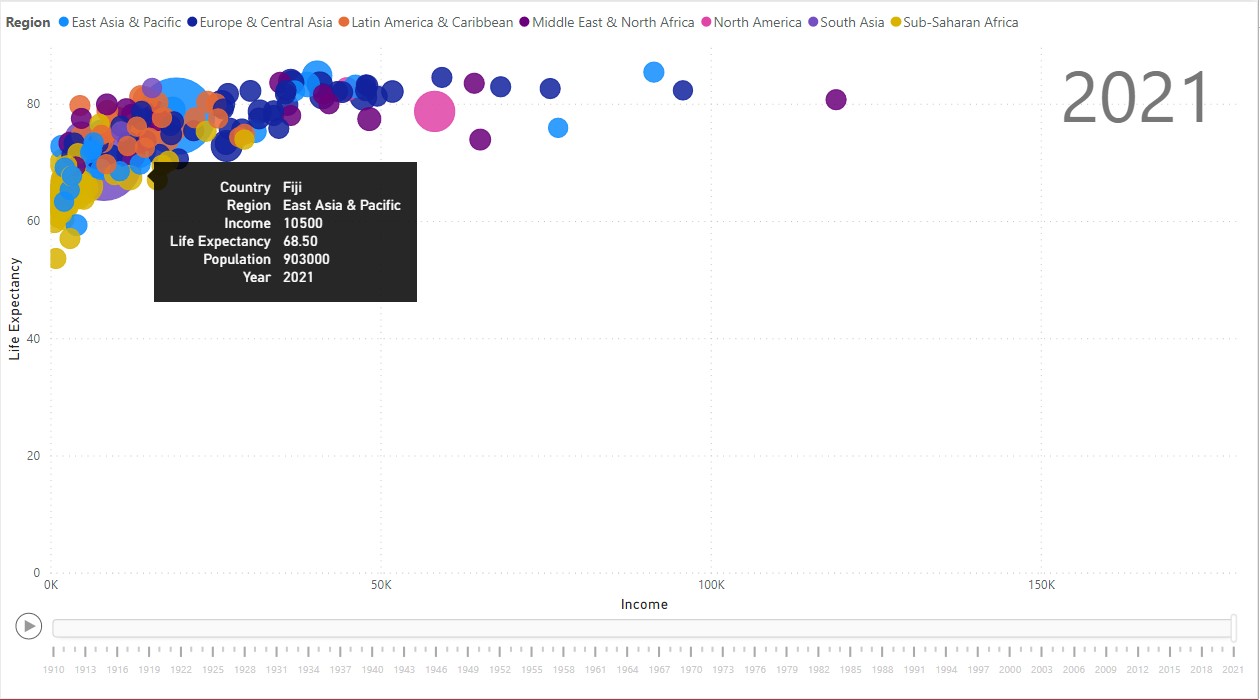 Region East Asia & Pacific Europe & Central Asia Latin America & Caribbean Middle East & North Africa North America South Asia Sub-Saharan Africa
2021
80
60
40
20
0
Life Expectancy
Country Fiji
Region East Asia & Pacific
Income 10500
Life Expectancy 68.50
Population 903000
Year 2021
0K 50K 100K 150K
Income
1910 1913 1916 1919 1922 1925 1928 1931 1934 1937 1940 1943 1946 1949 1952 1955 1958 1961 1964 1967 1970 1973 1976 1979 1982 1985 1988 1991 1994 1997 2000 2003 2006 2009 2012 2015 2018 2021